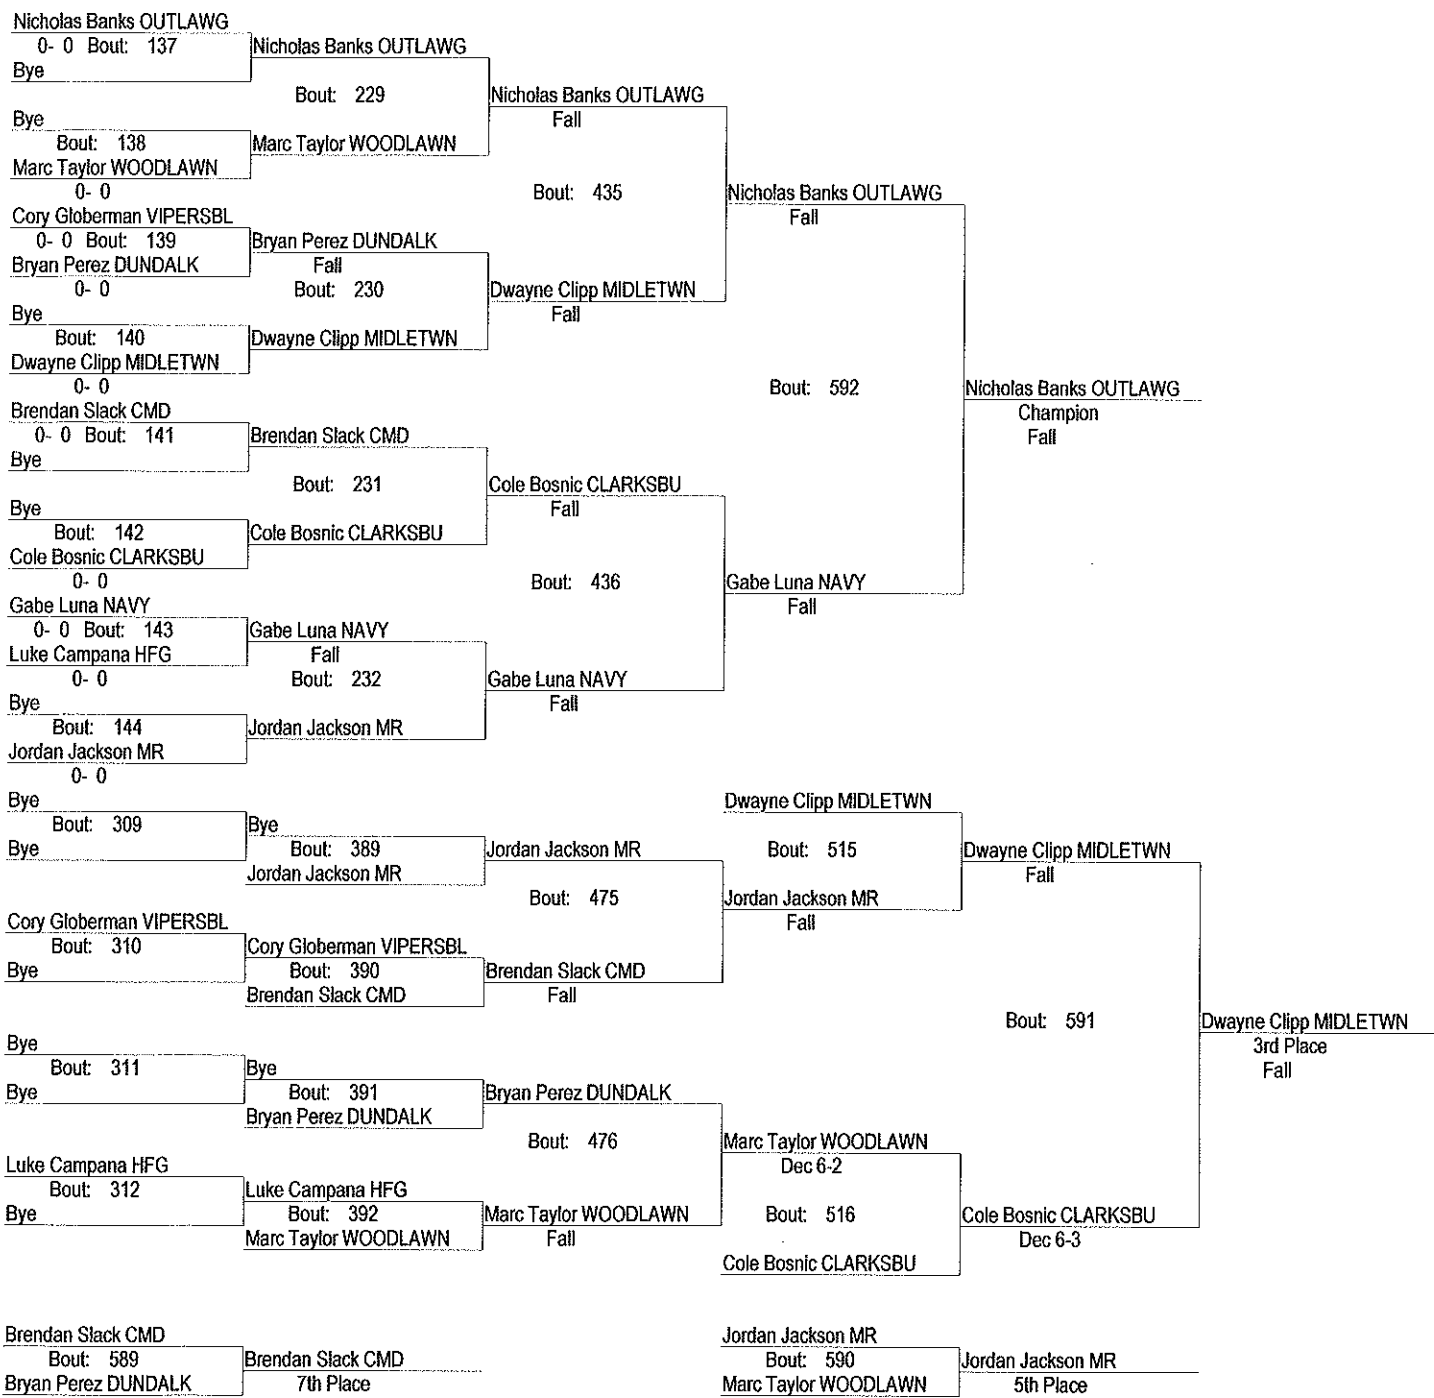 Nicholas Banks OUTLAWG
0- 0 Bout: 137
Bye
Nicholas Banks OUTLAWG
Bout: 229
Bye
Bout: 138
Marc Taylor WOODLAWN
0- 0
Marc Taylor WOODLAWN
Nicholas Banks OUTLAWG
Fall
Bout: 435
Cory Globerman VIPERSBL
0- 0 Bout: 139
Bryan Perez DUNDALK
0- 0
Bryan Perez DUNDALK
Fall
Bout: 230
Bye
Bout: 140
Dwayne Clipp MIDLETWN
0- 0
Dwayne Clipp MIDLETWN
Dwayne Clipp MIDLETWN
Fall
Nicholas Banks OUTLAWG
Fall
Bout: 592
Nicholas Banks OUTLAWG
Champion
Fall
Brendan Slack CMD
0- 0 Bout: 141
Bye
Brendan Slack CMD
Bout: 231
Bye
Bout: 142
Cole Bosnic CLARKSBU
0- 0
Cole Bosnic CLARKSBU
Cole Bosnic CLARKSBU
Fall
Bout: 436
Gabe Luna NAVY
0- 0 Bout: 143
Luke Campana HFG
0- 0
Gabe Luna NAVY
Fall
Bout: 232
Bye
Bout: 144
Jordan Jackson MR
0- 0
Jordan Jackson MR
Gabe Luna NAVY
Fall
Gabe Luna NAVY
Fall
Bye
Bout: 309
Bye
Bye
Bout: 389
Jordan Jackson MR
Jordan Jackson MR
Bout: 475
Cory Globerman VIPERSBL
Bout: 310
Bye
Cory Globerman VIPERSBL
Bout: 390
Brendan Slack CMD
Brendan Slack CMD
Fall
Dwayne Clipp MIDLETWN
Bout: 515
Jordan Jackson MR
Fall
Dwayne Clipp MIDLETWN
Fall
Bout: 591
Dwayne Clipp MIDLETWN
3rd Place
Fall
Bye
Bout: 311
Bye
Bye
Bout: 391
Bryan Perez DUNDALK
Bryan Perez DUNDALK
Bout: 476
Luke Campana HFG
Bout: 312
Bye
Luke Campana HFG
Bout: 392
Marc Taylor WOODLAWN
Marc Taylor WOODLAWN
Fall
Marc Taylor WOODLAWN
Dec 6-2
Bout: 516
Cole Bosnic CLARKSBU
Cole Bosnic CLARKSBU
Dec 6-3
Brendan Slack CMD
Bout: 589
Bryan Perez DUNDALK
Brendan Slack CMD
7th Place
Jordan Jackson MR
Bout: 590
Marc Taylor WOODLAWN
Jordan Jackson MR
5th Place